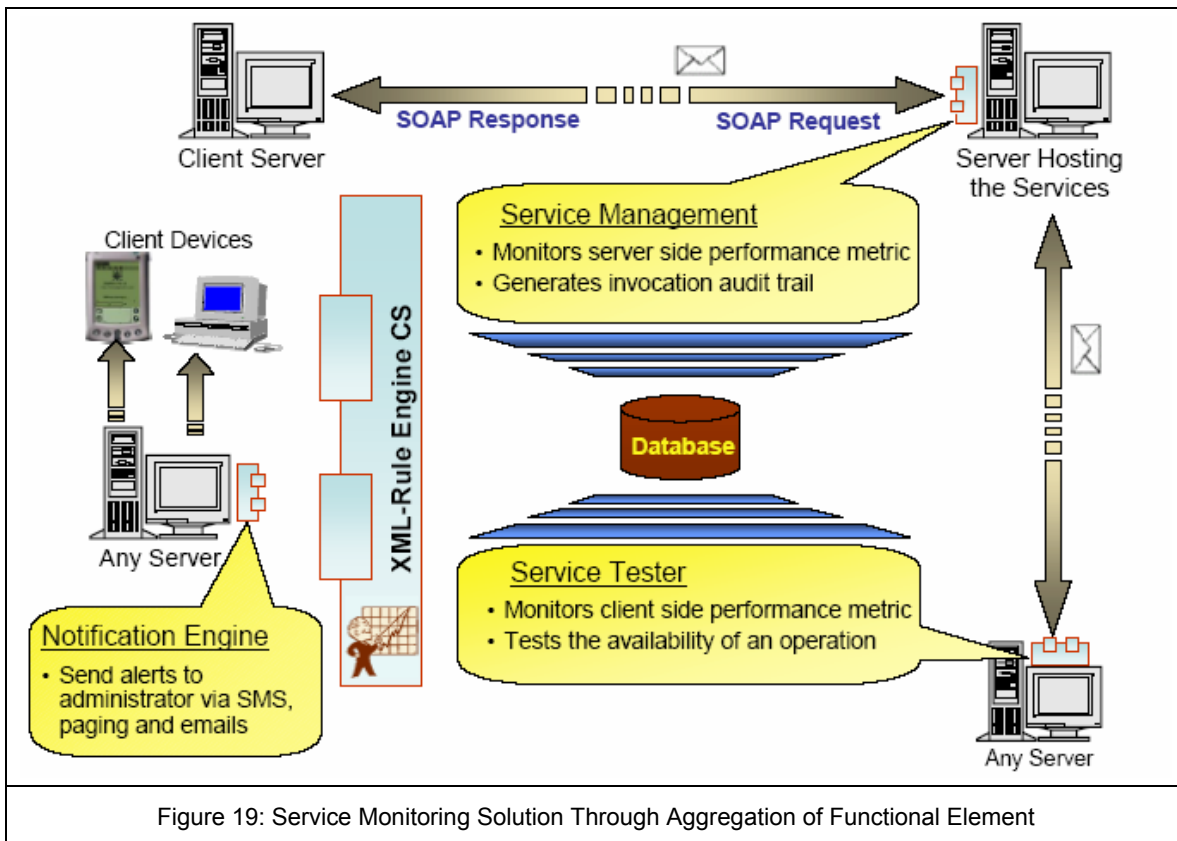 SOAP Response
SOAP Request
Client Server
Server Hosting
the Services
Service Management
• Monitors server side performance metric
• Generates invocation audit trail
Client Devices
XML-Rule Engine CS
Database
Any Server
Service Tester
• Monitors client side performance metric
• Tests the availability of an operation
Notification Engine
• Send alerts to
administrator via SMS,
paging and emails
Any Server
Figure 19: Service Monitoring Solution Through Aggregation of Functional Element